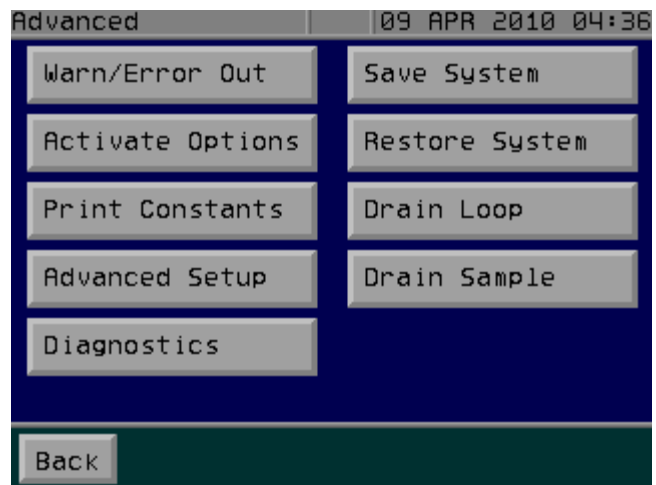 Advanced 09 APR 2010 04:36
Warn/Error Out
Save System
Activate Options
Restore System
Print Constants
Drain Loop
Advanced Setup
Drain Sample
Diagnostics
Back